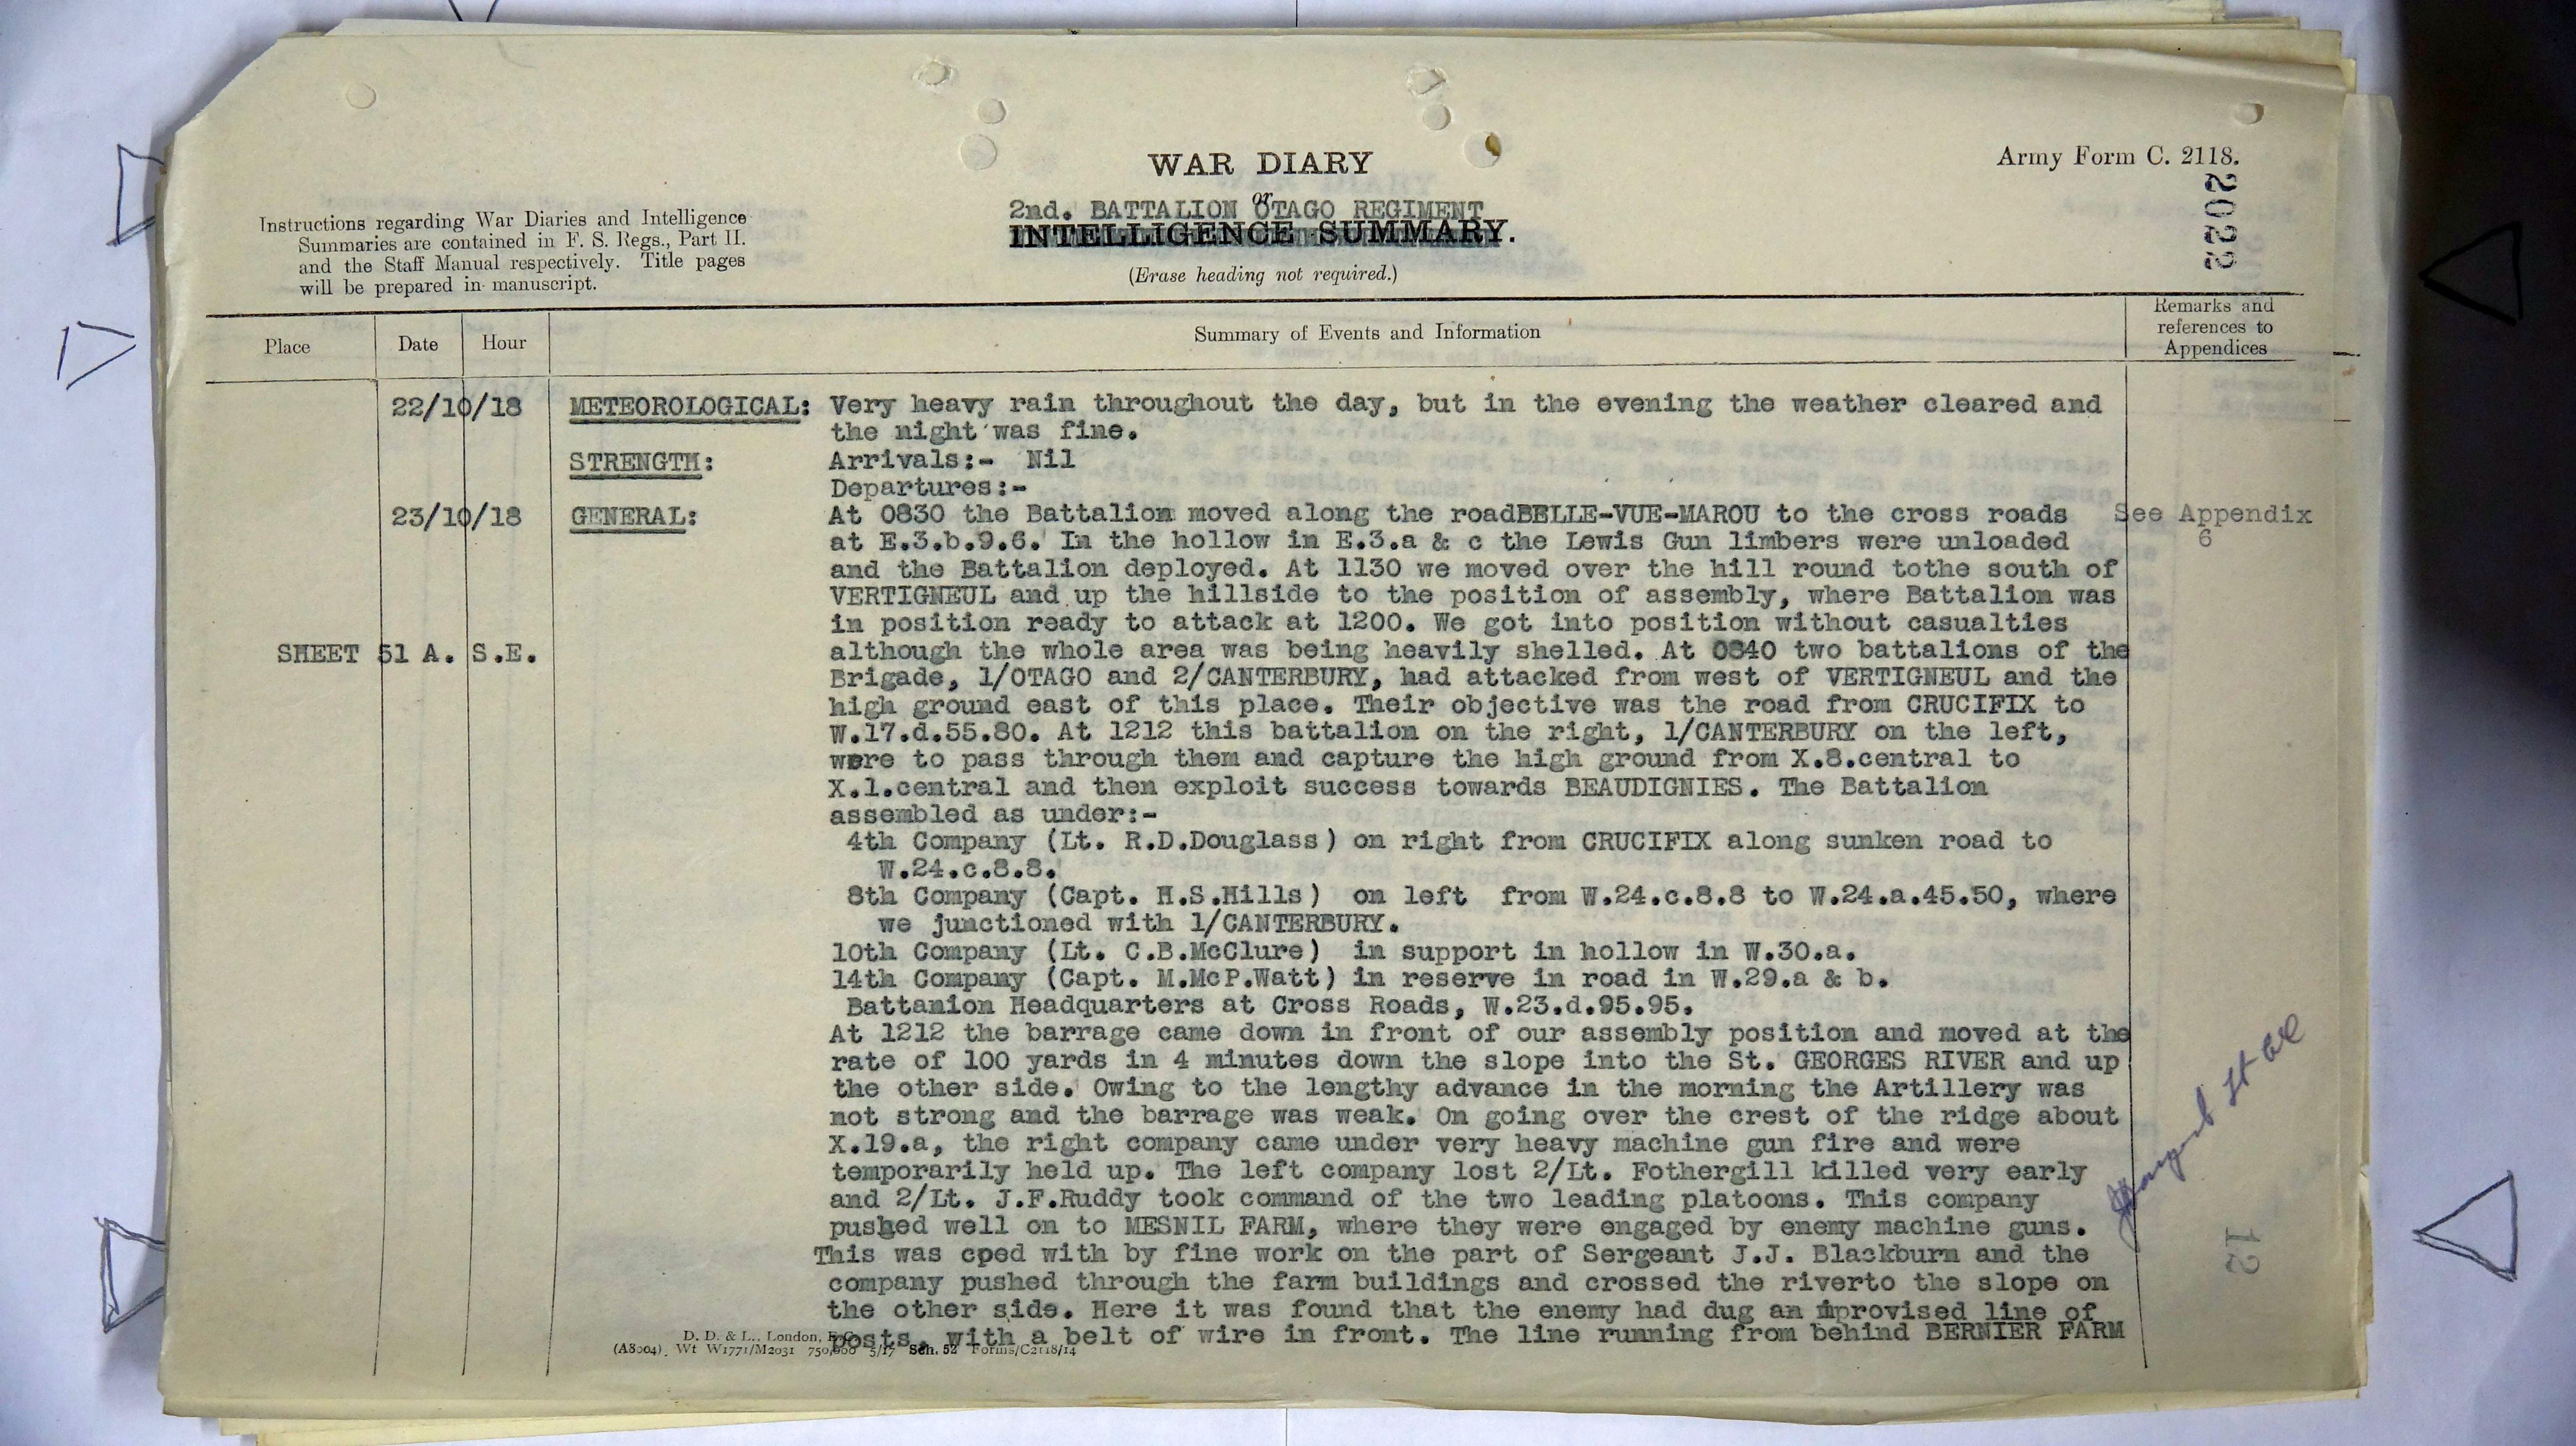 WAR DIARY
Army Form C. 2118.
2022
or
2nd. BATTALION OTAGO REGIMENT
INTELLIGENCE SUMMARY.
(Erase heading not required.)
Instructions regarding War Diaries and Intelligence
Summaries are contained in F. S. Regs., Part II.
and the Staff Manual respectively. Title pages
will be prepared in manuscript.
Place
Date
Hour
Summary of Events and Information
Remarks and
references to
Appendices
22/10/18 METEOROLOGICAL: Very heavy rain throughout the day, but in the evening the weather cleared and
the night was fine.
STRENGTH: Arrivals:- Nil
Departures:-
23/10/18 GENERAL: At 0830 the Battalion moved along the roadBELLE-VUE-MAROU to the cross roads See Appendix
at E.3.b.9.6. In the hollow in E.3.a & c the Lewis Gun limbers were unloaded 6
and the Battalion deployed. At 1130 we moved over the hill round tothe south of
VERTIGNEUL and up the hillside to the position of assembly, where Battalion was
in position ready to attack at 1200. We got into position without casualties
SHEET 51 A. S.E. although the whole area was being heavily shelled. At 0840 two battalions of the
Brigade, 1/OTAGO and 2/CANTERBURY, had attacked from west of VERTIGNEUL and the
high ground east of this place. Their objective was the road from CRUCIFIX to
W.17.d.55.80. At 1212 this battalion on the right, 1/CANTERBURY on the left,
were to pass through them and capture the high ground from X.8.central to
X.1.central and then exploit success towards BEAUDIGNIES. The Battalion
assembled as under:-
4th Company (Lt. R.D.Douglass) on right from CRUCIFIX along sunken road to
W.24.c.8.8.
8th Company (Capt. H.S.Hills) on left from W.24.c.8.8 to W.24.a.45.50, where
we junctioned with 1/CANTERBURY.
10th Company (Lt. C.B.McClure) in support in hollow in W.30.a.
14th Company (Capt. M.McP.Watt) in reserve in road in W.29.a & b.
Battanion Headquarters at Cross Roads, W.23.d.95.95.
At 1212 the barrage came down in front of our assembly position and moved at the
rate of 100 yards in 4 minutes down the slope into the St. GEORGES RIVER and up
the other side. Owing to the lengthy advance in the morning the Artillery was
not strong and the barrage was weak. On going over the crest of the ridge about
X.19.a, the right company came under very heavy machine gun fire and were
temporarily held up. The left company lost 2/Lt. Fothergill killed very early
and 2/Lt. J.F.Ruddy took command of the two leading platoons. This company
pushed well on to MESNIL FARM, where they were engaged by enemy machine guns.
This was coped with by fine work on the part of Sergeant J.J. Blackburn and the
company pushed through the farm buildings and crossed the riverto the slope on
the other side. Here it was found that the enemy had dug an improvised line of
posts, with a belt of wire in front. The line running from behind BERNIER FARM
12
D. D. & L., London, E.C.
(A8004). Wt W1771/M2031 750,000 5/17 Sch. 52 Forms/C2118/14